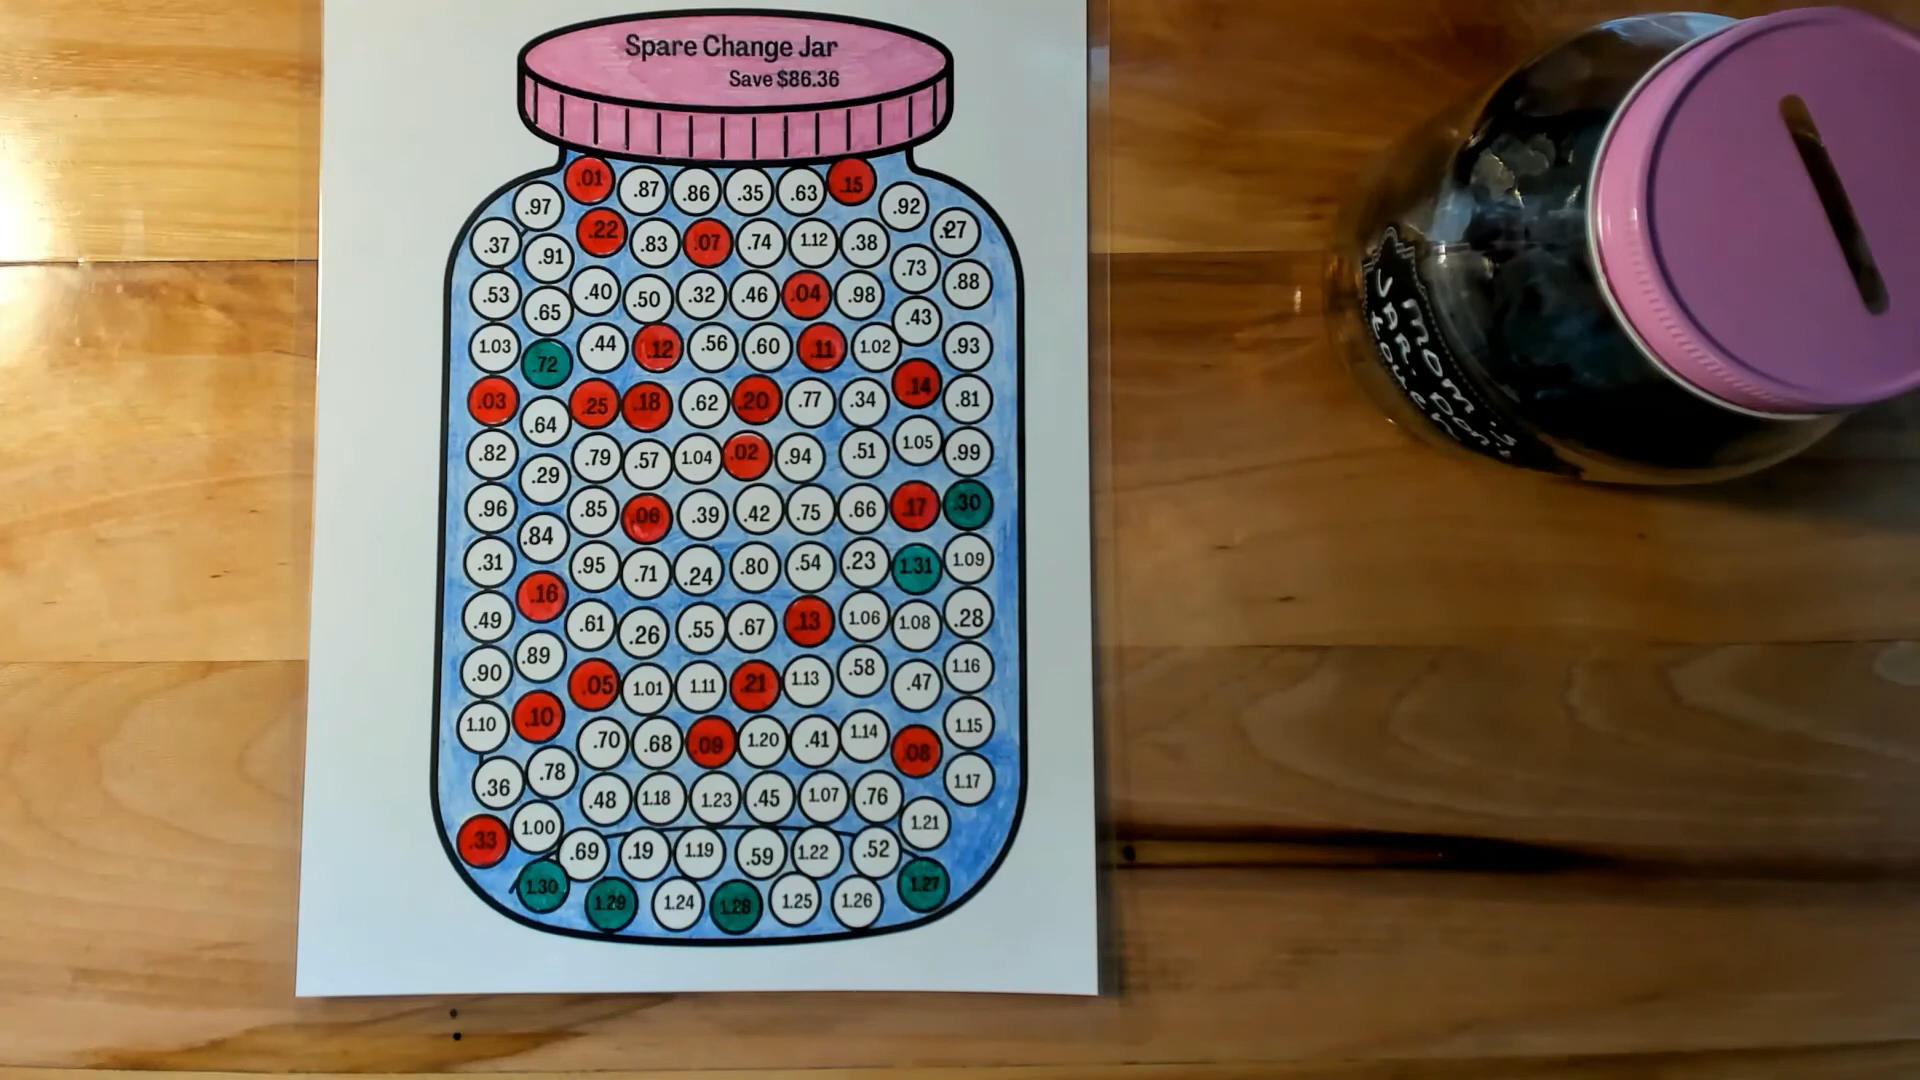 Spare Change Jar
Save $86.36
.01 .87 .86 .35 .63 .15
.97 .92
.22 .83 .07 .74 1.12 .38 .27
.37 .91 .73
.53 .40 .50 .32 .46 .04 .98 .88
.65 .43
1.03 .44 .12 .56 .60 .11 1.02 .93
.72 .14
.03 .25 .18 .62 .20 .77 .34 .81
.64 1.05
.82 .79 .57 1.04 .02 .94 .51 .99
.29
.96 .85 .06 .39 .42 .75 .66 .17 .30
.84
.31 .95 .71 .24 .80 .54 .23 1.31 1.09
.16
.49 .61 .26 .55 .67 .13 1.06 1.08 .28
.89
.90 .05 1.01 1.11 .21 1.13 .58 .47 1.16
.10
1.10 .70 .68 .09 1.20 .41 1.14 .08 1.15
.78
.36 .48 1.18 1.23 .45 1.07 .76 1.17
1.00 1.21
.33 .69 .19 1.19 .59 1.22 .52
1.30 1.29 1.24 1.28 1.25 1.26 1.27
Mom's
JAR Don't
touch